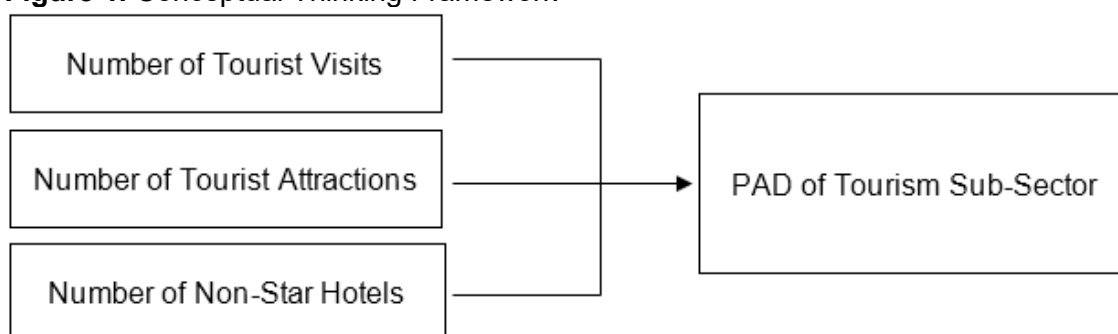 Figure Conceptual Thinking Framework
Number of Tourist Visits
Number of Tourist Attractions
PAD of Tourism Sub-Sector
Number of Non-Star Hotels